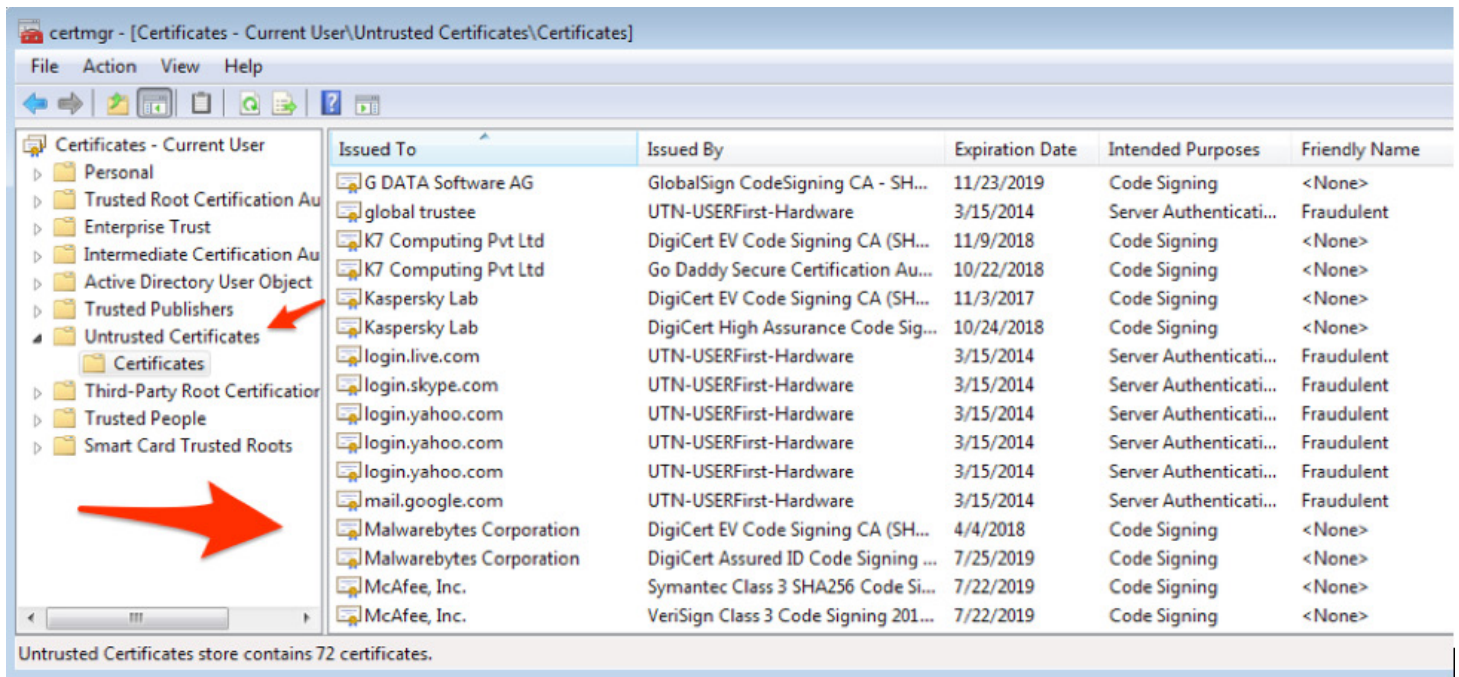 certmgr - [Certificates - Current User\Untrusted Certificates\Certificates]
File Action View Help
Certificates - Current User
Personal
Trusted Root Certification Au
Enterprise Trust
Intermediate Certification Au
Active Directory User Object
Trusted Publishers
Untrusted Certificates
Certificates
Third-Party Root Certification
Trusted People
Smart Card Trusted Roots
Issued To Issued By Expiration Date Intended Purposes Friendly Name
G DATA Software AG GlobalSign CodeSigning CA - SH... 11/23/2019 Code Signing <None>
global trustee UTN-USERFirst-Hardware 3/15/2014 Server Authenticati... Fraudulent
K7 Computing Pvt Ltd DigiCert EV Code Signing CA (SH... 11/9/2018 Code Signing <None>
K7 Computing Pvt Ltd Go Daddy Secure Certification Au... 10/22/2018 Code Signing <None>
Kaspersky Lab DigiCert EV Code Signing CA (SH... 11/3/2017 Code Signing <None>
Kaspersky Lab DigiCert High Assurance Code Sig... 10/24/2018 Code Signing <None>
login.live.com UTN-USERFirst-Hardware 3/15/2014 Server Authenticati... Fraudulent
login.skype.com UTN-USERFirst-Hardware 3/15/2014 Server Authenticati... Fraudulent
login.yahoo.com UTN-USERFirst-Hardware 3/15/2014 Server Authenticati... Fraudulent
login.yahoo.com UTN-USERFirst-Hardware 3/15/2014 Server Authenticati... Fraudulent
login.yahoo.com UTN-USERFirst-Hardware 3/15/2014 Server Authenticati... Fraudulent
mail.google.com UTN-USERFirst-Hardware 3/15/2014 Server Authenticati... Fraudulent
Malwarebytes Corporation DigiCert EV Code Signing CA (SH... 4/4/2018 Code Signing <None>
Malwarebytes Corporation DigiCert Assured ID Code Signing ... 7/25/2019 Code Signing <None>
McAfee, Inc. Symantec Class 3 SHA256 Code Si... 7/22/2019 Code Signing <None>
McAfee, Inc. VeriSign Class 3 Code Signing 201... 7/22/2019 Code Signing <None>
Untrusted Certificates store contains 72 certificates.